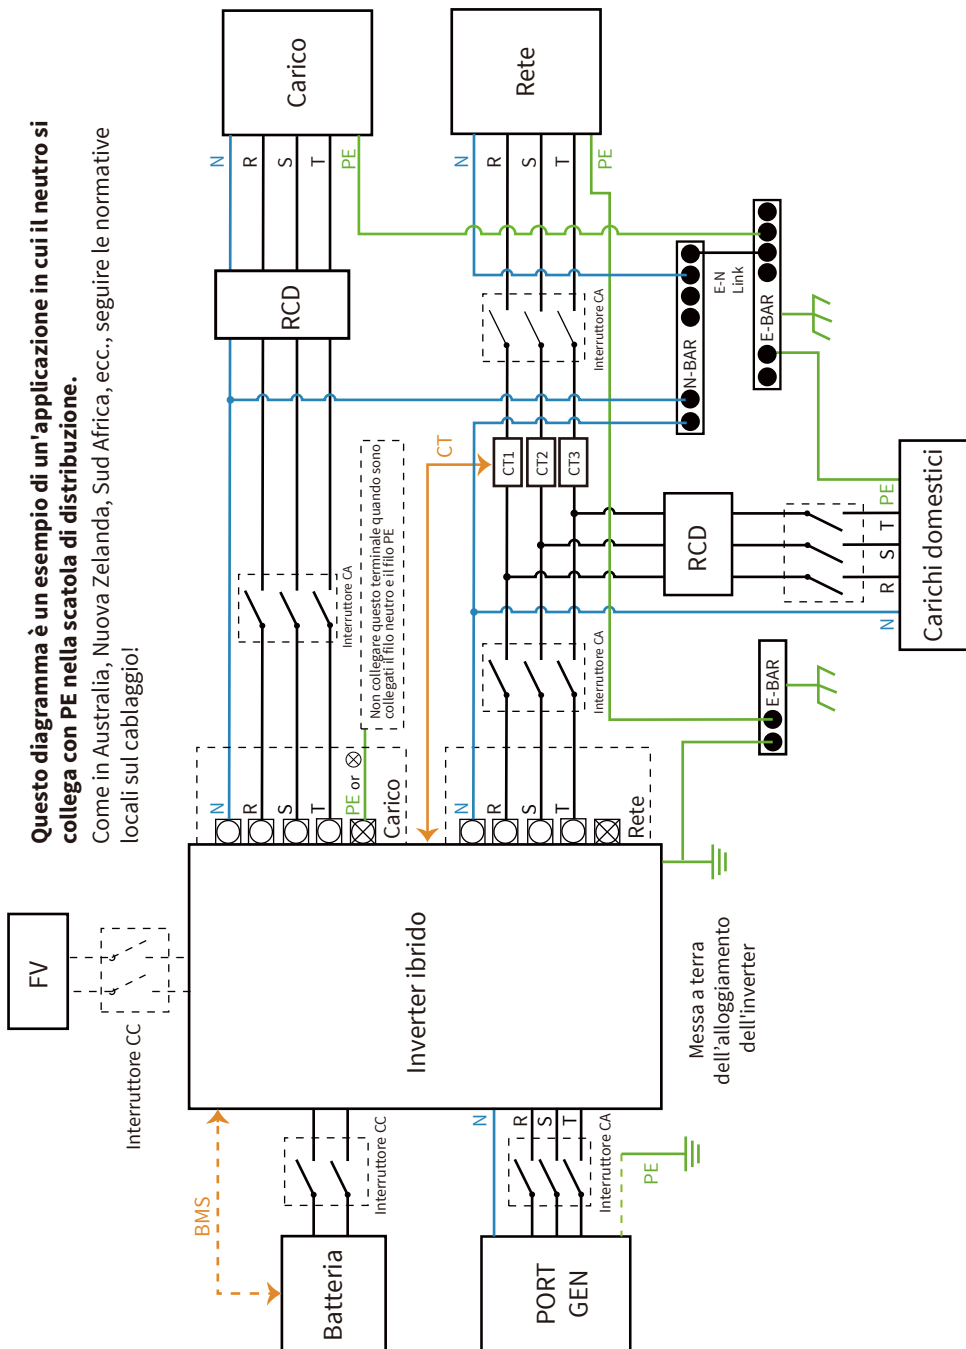 Questo diagramma è un esempio di un'applicazione in cui il neutro si
collega con PE nella scatola di distribuzione.
Come in Australia, Nuova Zelanda, Sud Africa, ecc., seguire le normative
locali sul cablaggio!
FV
Interruttore CC
BMS
Batteria
Interruttore CC
PORT
GEN
N
R
S
T
Interruttore CA
PE
Inverter ibrido
Messa a terra
dell'alloggiamento
dell'inverter
N
R
S
T
PE or
Carico
Interruttore CA
Non collegare questo terminale quando sono
collegati il filo neutro e il filo PE
RCD
N
R
S
T
PE
Carico
CT
N
R
S
T
Rete
Interruttore CA
CT1
CT2
CT3
Interruttore CA
N
R
S
T
PE
Rete
N-BAR
E-N
Link
E-BAR
RCD
E-BAR
N
R
S
T
PE
Carichi domestici